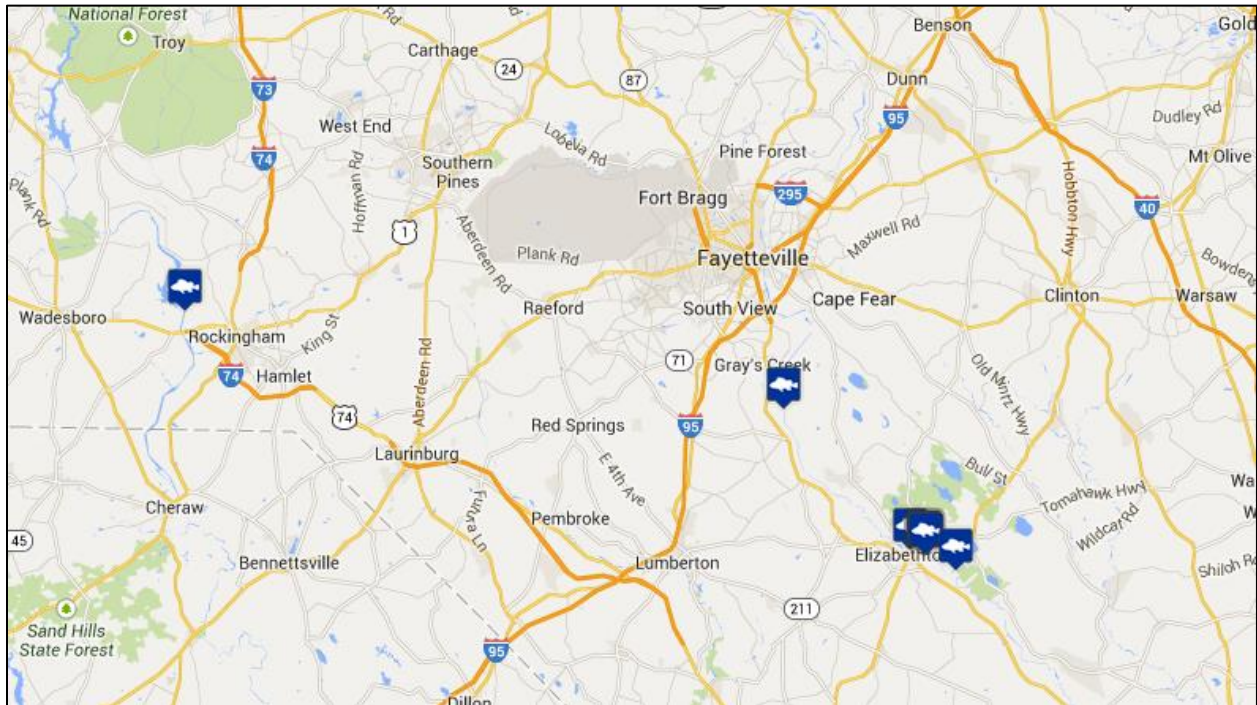 National Forest
Troy
Carthage
Benson
Gold
24
87
Dunn
73
95
Dudley Rd
West End
Lobelia Rd
Pine Forest
Mt Olive
74
Southern
Pines
Hoffman Rd
Plank Rd
Fort Bragg
295
Hobbton Hwy
40
1
Aberdeen Rd
Plank Rd
Maxwell Rd
Fayetteville
Bowdens
Wadesboro
Raeford
South View
Cape Fear
Clinton
Warsaw
Rockingham
King St
71
Gray's Creek
74
Hamlet
Aberdeen Rd
Old Mintz Hwy
74
Red Springs
95
Laurinburg
E 4th Ave
Bull St
Cheraw
Tomahawk Hwy
Pembroke
Wildcat Rd
45
Futura Ln
Bennettsville
Lumberton
Elizabethto
Shiloh Rd
211
Sand Hills
State Forest
95
Dillon